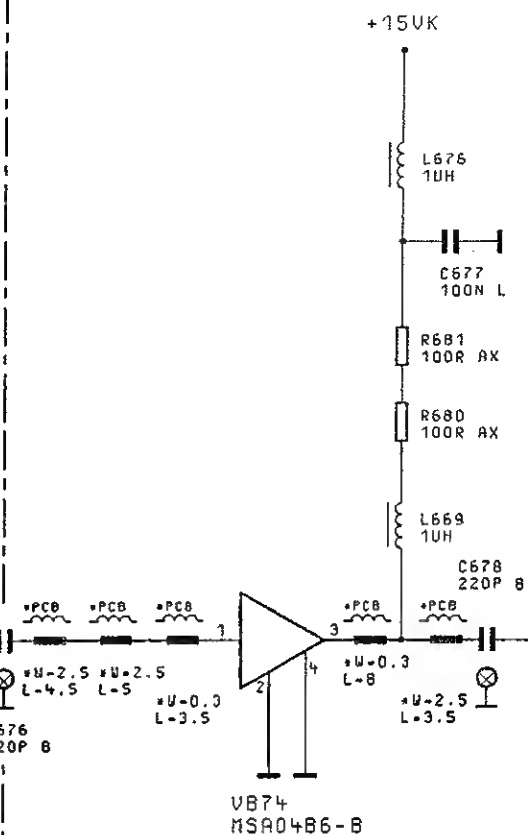 +15VK
L676
1UH
C677
100N L
R681
100R AX
R680
100R AX
L669
1UH
C678
220P 8
*PCB
*PCB
*PCB
1
3
*PCB
*PCB
4
2
*W=2.5
L=4.5
*W=2.5
L=5
*W=0.3
L=3.5
*W=0.3
L=8
*W=2.5
L=3.5
676
20P 8
VB74
MSA04B6-B